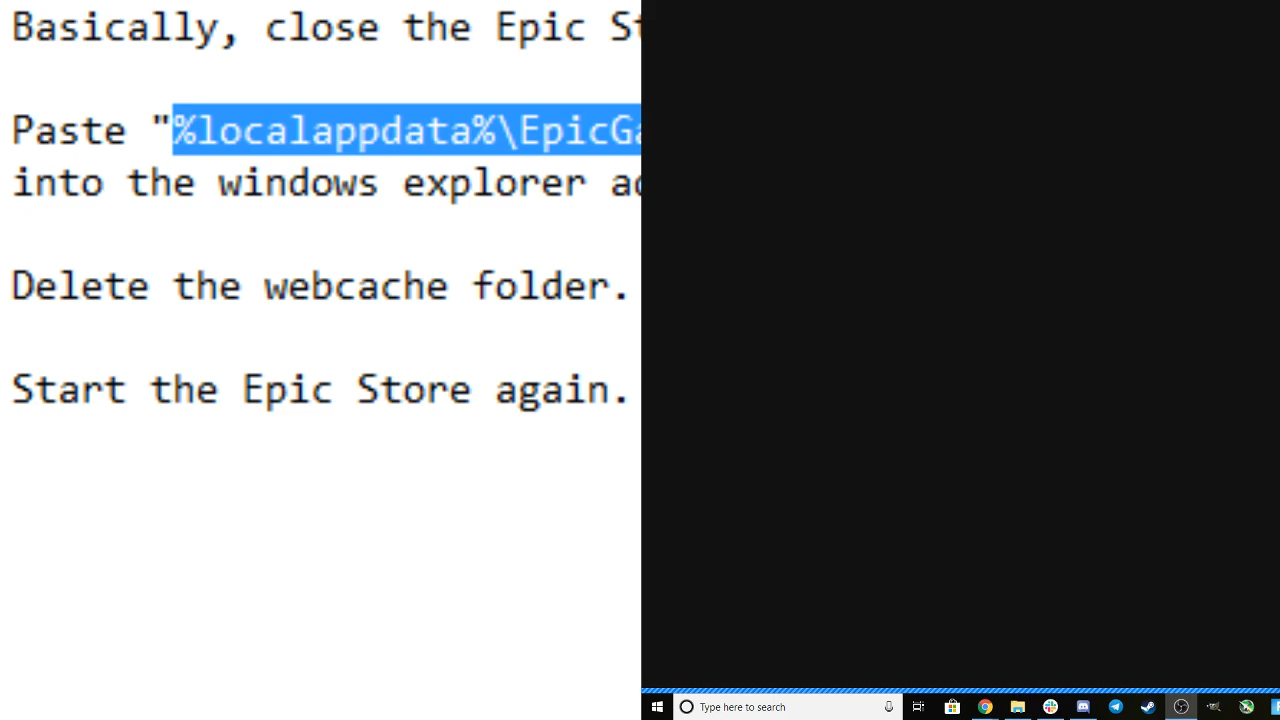 Basically, close the Epic St
Paste "%localappdata%\EpicGa
into the windows explorer ad
Delete the webcache folder.
Start the Epic Store again.
Type here to search